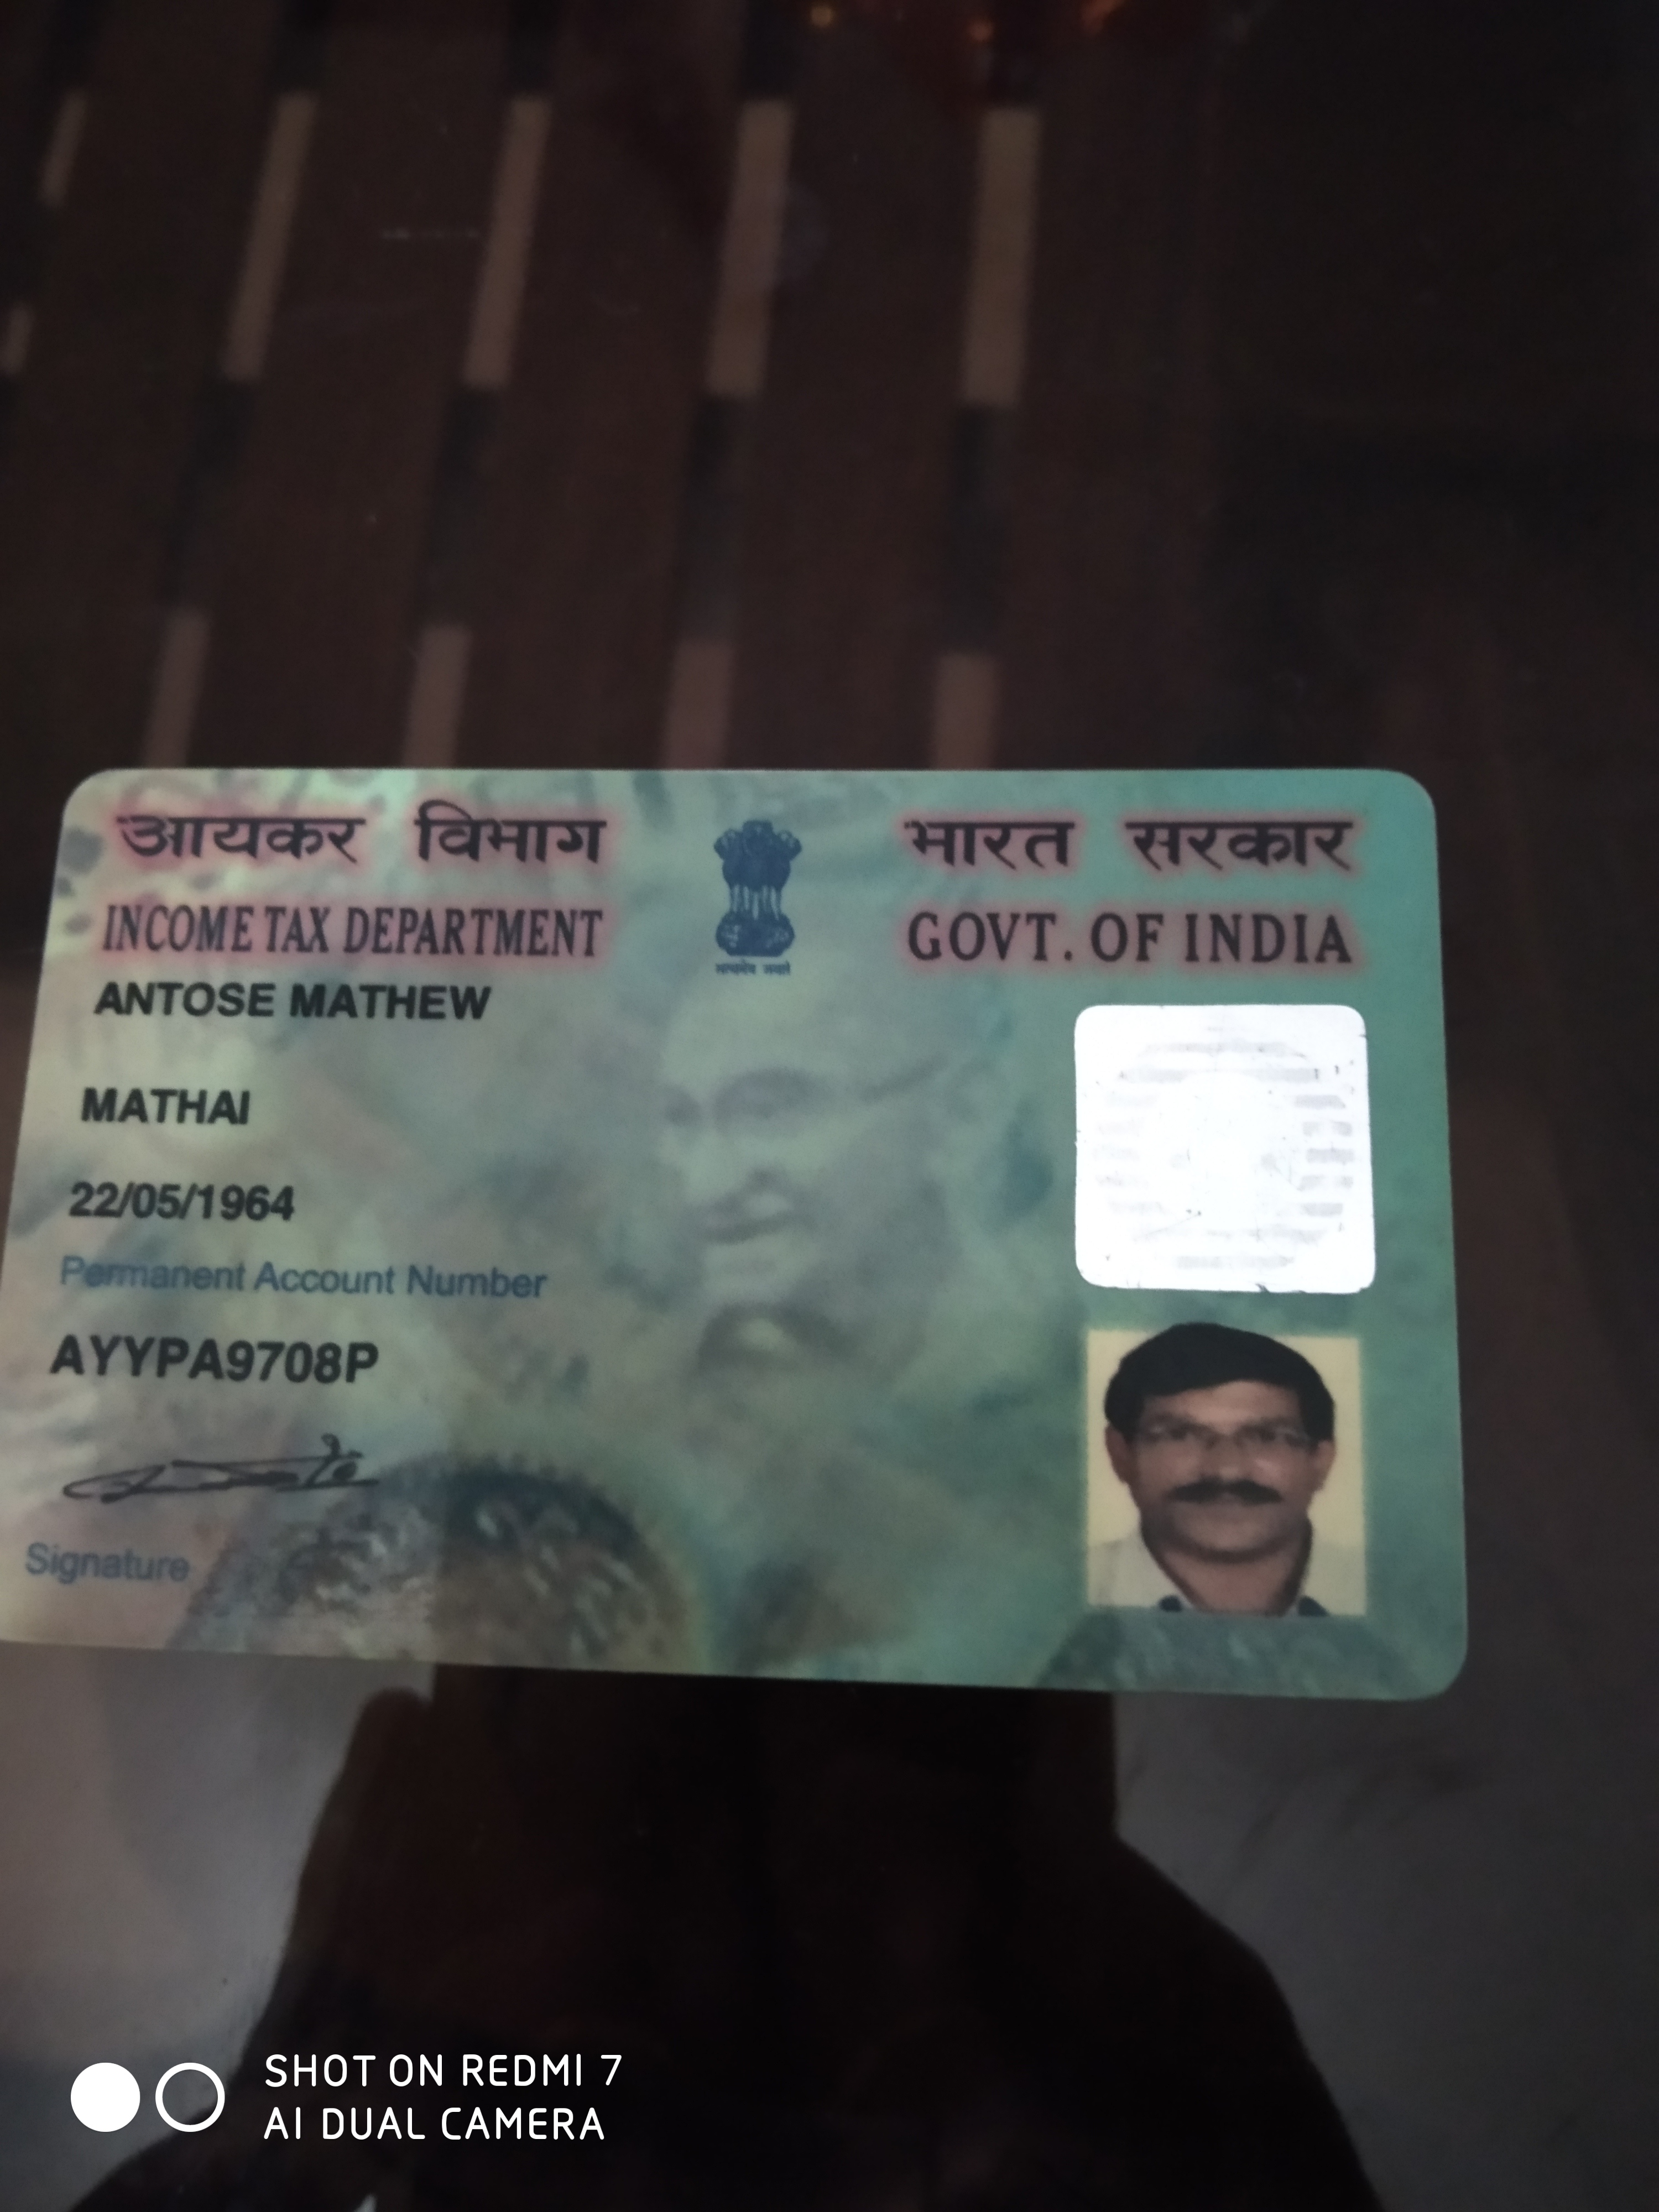 आयकर विभाग
INCOME TAX DEPARTMENT
भारत सरकार
GOVT. OF INDIA
सत्यमेव जयते
ANTOSE MATHEW
MATHAI
22/05/1964
Permanent Account Number
AYYPA9708P
Signature
SHOT ON REDMI 7
AI DUAL CAMERA